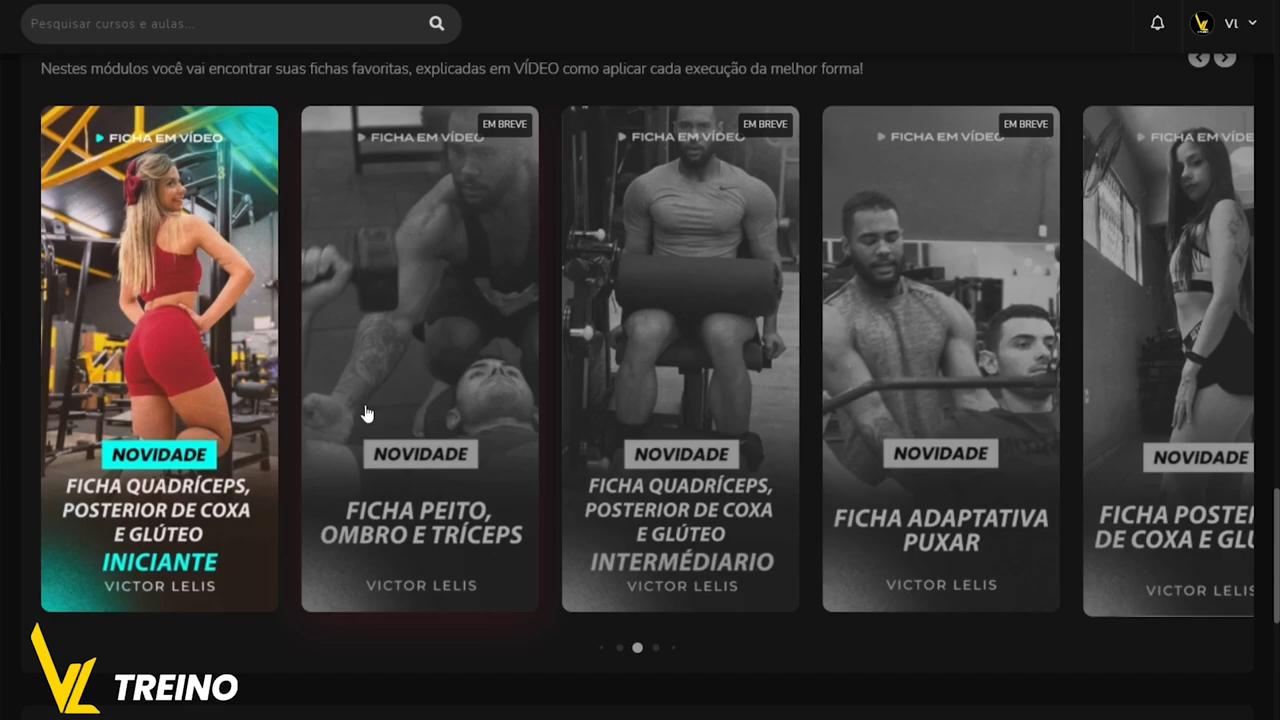 Pesquisar cursos e aulas...
VL
Nestes módulos você vai encontrar suas fichas favoritas, explicadas em VÍDEO como aplicar cada execução da melhor forma!
FICHA EM VÍDEO
NOVIDADE
FICHA QUADRÍCEPS,
POSTERIOR DE COXA
E GLÚTEO
INICIANTE
VICTOR LELIS
EM BREVE
FICHA EM VÍDEO
NOVIDADE
FICHA PEITO,
OMBRO E TRÍCEPS
VICTOR LELIS
EM BREVE
FICHA EM VÍDEO
NOVIDADE
FICHA QUADRÍCEPS,
POSTERIOR DE COXA
E GLÚTEO
INTERMÉDIARIO
VICTOR LELIS
EM BREVE
FICHA EM VÍDEO
NOVIDADE
FICHA ADAPTATIVA
PUXAR
VICTOR LELIS
FICHA EM
NOVIDADE
FICHA
DE COXA E
VICTOR LELIS
VL TREINO